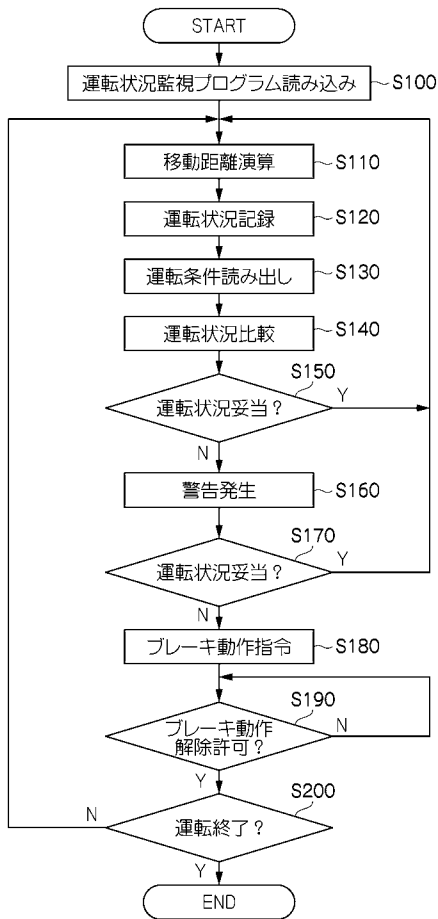 START
運転状況監視プログラム読み込み
S100
移動距離演算
S110
運転状況記録
S120
運転条件読み出し
S130
運転状況比較
S140
S150
運転状況妥当?
Y
N
警告発生
S160
S170
運転状況妥当?
Y
N
ブレーキ動作指令
S180
S190
ブレーキ動作
解除許可?
N
Y
S200
N
運転終了?
Y
END